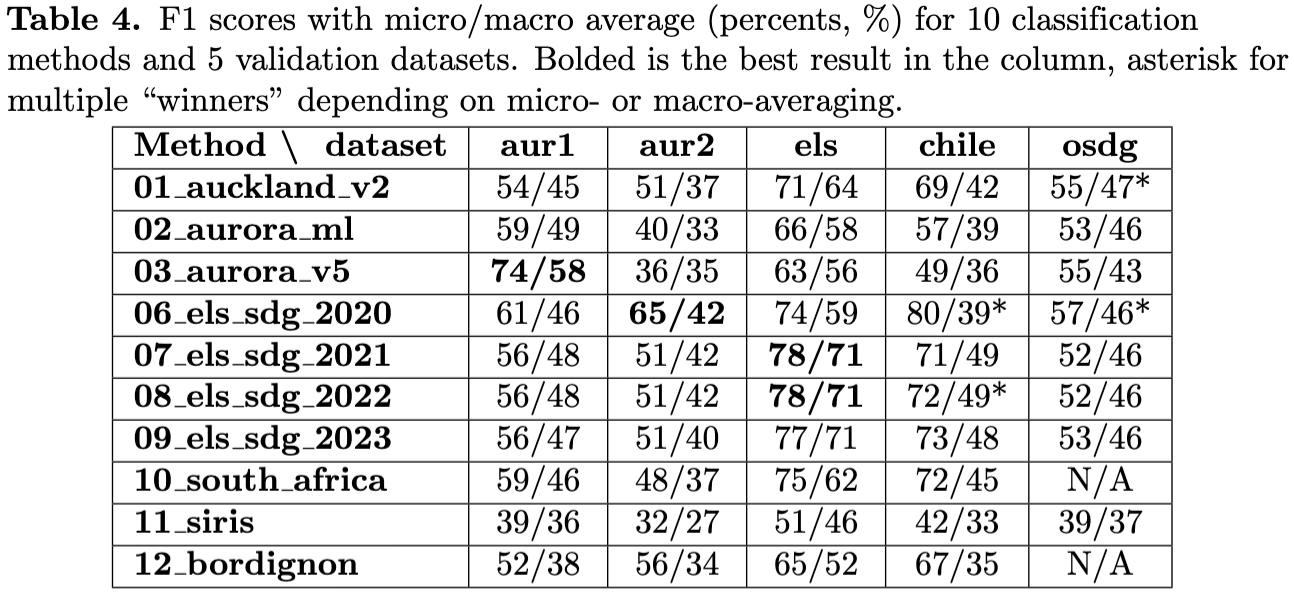 Table 4. F1 scores with micro/macro average (percents, %) for 10 classification
methods and 5 validation datasets. Bolded is the best result in the column, asterisk for
multiple “winners” depending on micro- or macro-averaging.
Method \ dataset aur1 aur2 els chile osdg
01_auckland_v2 54/45 51/37 71/64 69/42 55/47*
02_aurora_ml 59/49 40/33 66/58 57/39 53/46
03_aurora_v5 74/58 36/35 63/56 49/36 55/43
06_els_sdg_2020 61/46 65/42 74/59 80/39* 57/46*
07_els_sdg_2021 56/48 51/42 78/71 71/49 52/46
08_els_sdg_2022 56/48 51/42 78/71 72/49* 52/46
09_els_sdg_2023 56/47 51/40 77/71 73/48 53/46
10_south_africa 59/46 48/37 75/62 72/45 N/A
11_siris 39/36 32/27 51/46 42/33 39/37
12_bordignon 52/38 56/34 65/52 67/35 N/A